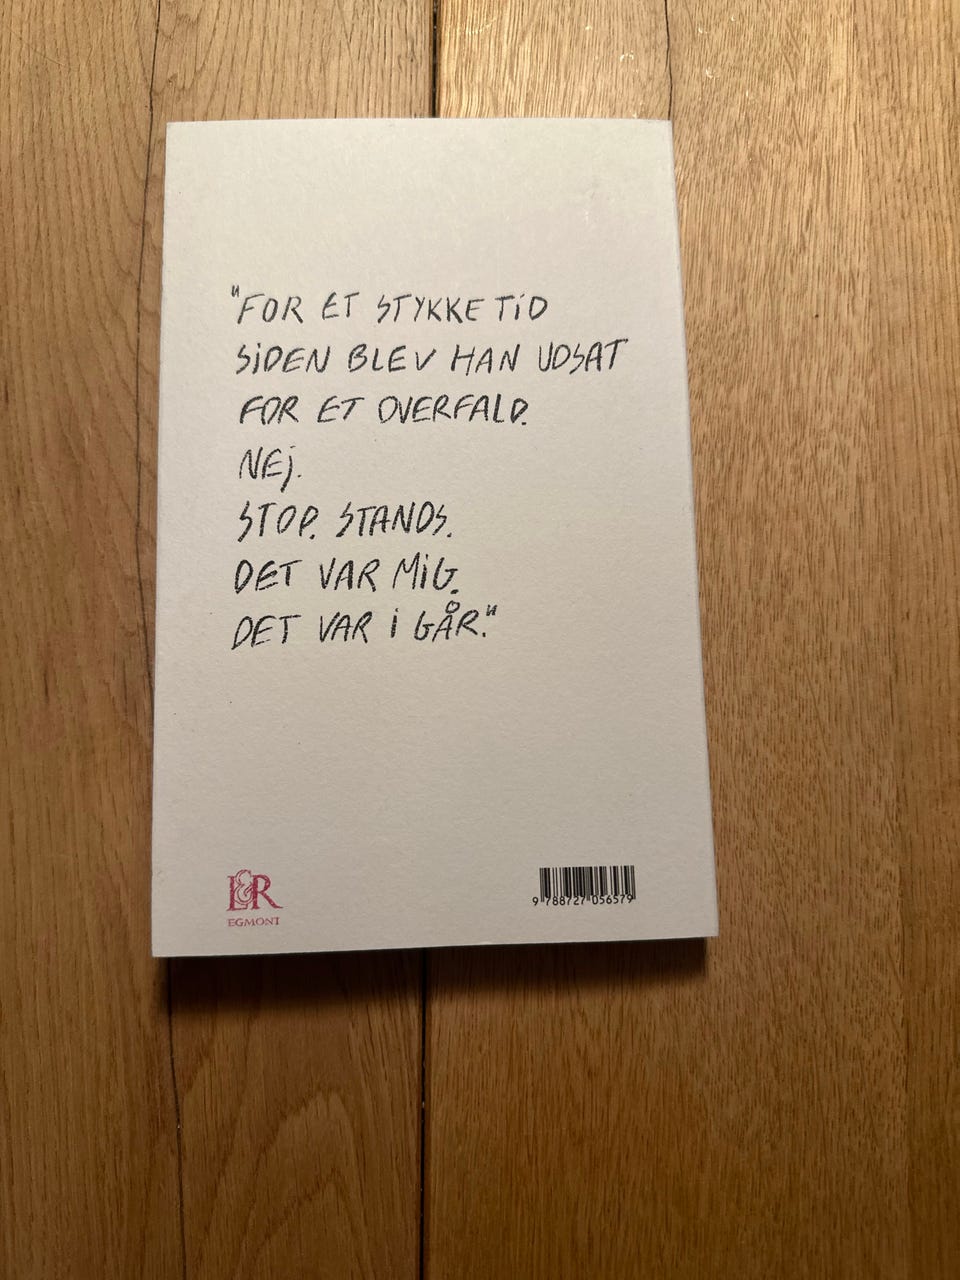 "FOR ET STYKKE TID
SIDEN BLEV HAN UDSAT
FOR ET OVERFALD.
NEJ.
STOP. STANDS.
DET VAR MIG.
DET VAR I GÅR."
L&R
EGMONT
9 788727 056579